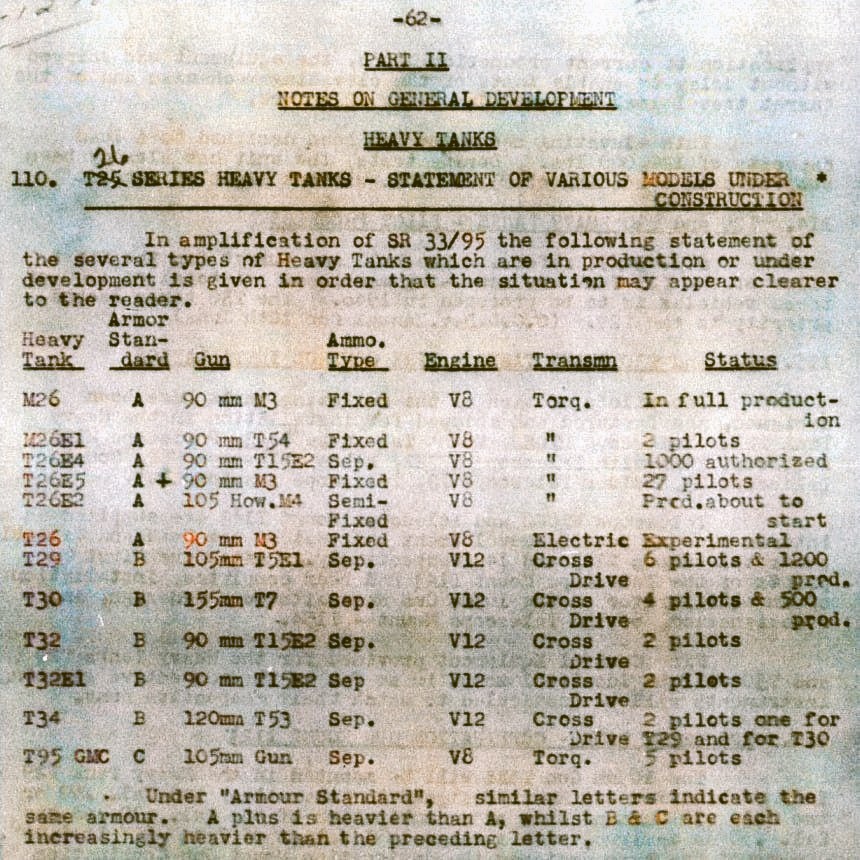 -62-
PART II
NOTES ON GENERAL DEVELOPMENT
HEAVY TANKS
26
110. T25 SERIES HEAVY TANKS - STATEMENT OF VARIOUS MODELS UNDER *
CONSTRUCTION
In amplification of SR 33/95 the following statement of
the several types of Heavy Tanks which are in production or under
development is given in order that the situation may appear clearer
to the reader.
Armor
Heavy Stan- Ammo.
Tank dard Gun Type Engine Transmn Status
M26 A 90 mm M3 Fixed V8 Torq. In full product-
ion
M26E1 A 90 mm T54 Fixed V8 " 2 pilots
T26E4 A 90 mm T15E2 Sep. V8 " 1000 authorized
T26E5 A + 90 mm M3 Fixed V8 " 27 pilots
T26E2 A 105 How.M4 Semi- V8 " Prod.about to
Fixed start
T26 A 90 mm M3 Fixed V8 Electric Experimental
T29 B 105mm T5E1 Sep. V12 Cross 6 pilots & 1200
Drive prod.
T30 B 155mm T7 Sep. V12 Cross 4 pilots & 500
Drive prod.
T32 B 90 mm T15E2 Sep. V12 Cross 2 pilots
Drive
T32E1 B 90 mm T15E2 Sep V12 Cross 2 pilots
Drive
T34 B 120mm T53 Sep. V12 Cross 2 pilots one for
Drive T29 and for T30
T95 GMC C 105mm Gun Sep. V8 Torq. 5 pilots
Under "Armour Standard", similar letters indicate the
same armour. A plus is heavier than A, whilst B & C are each
increasingly heavier than the preceding letter.